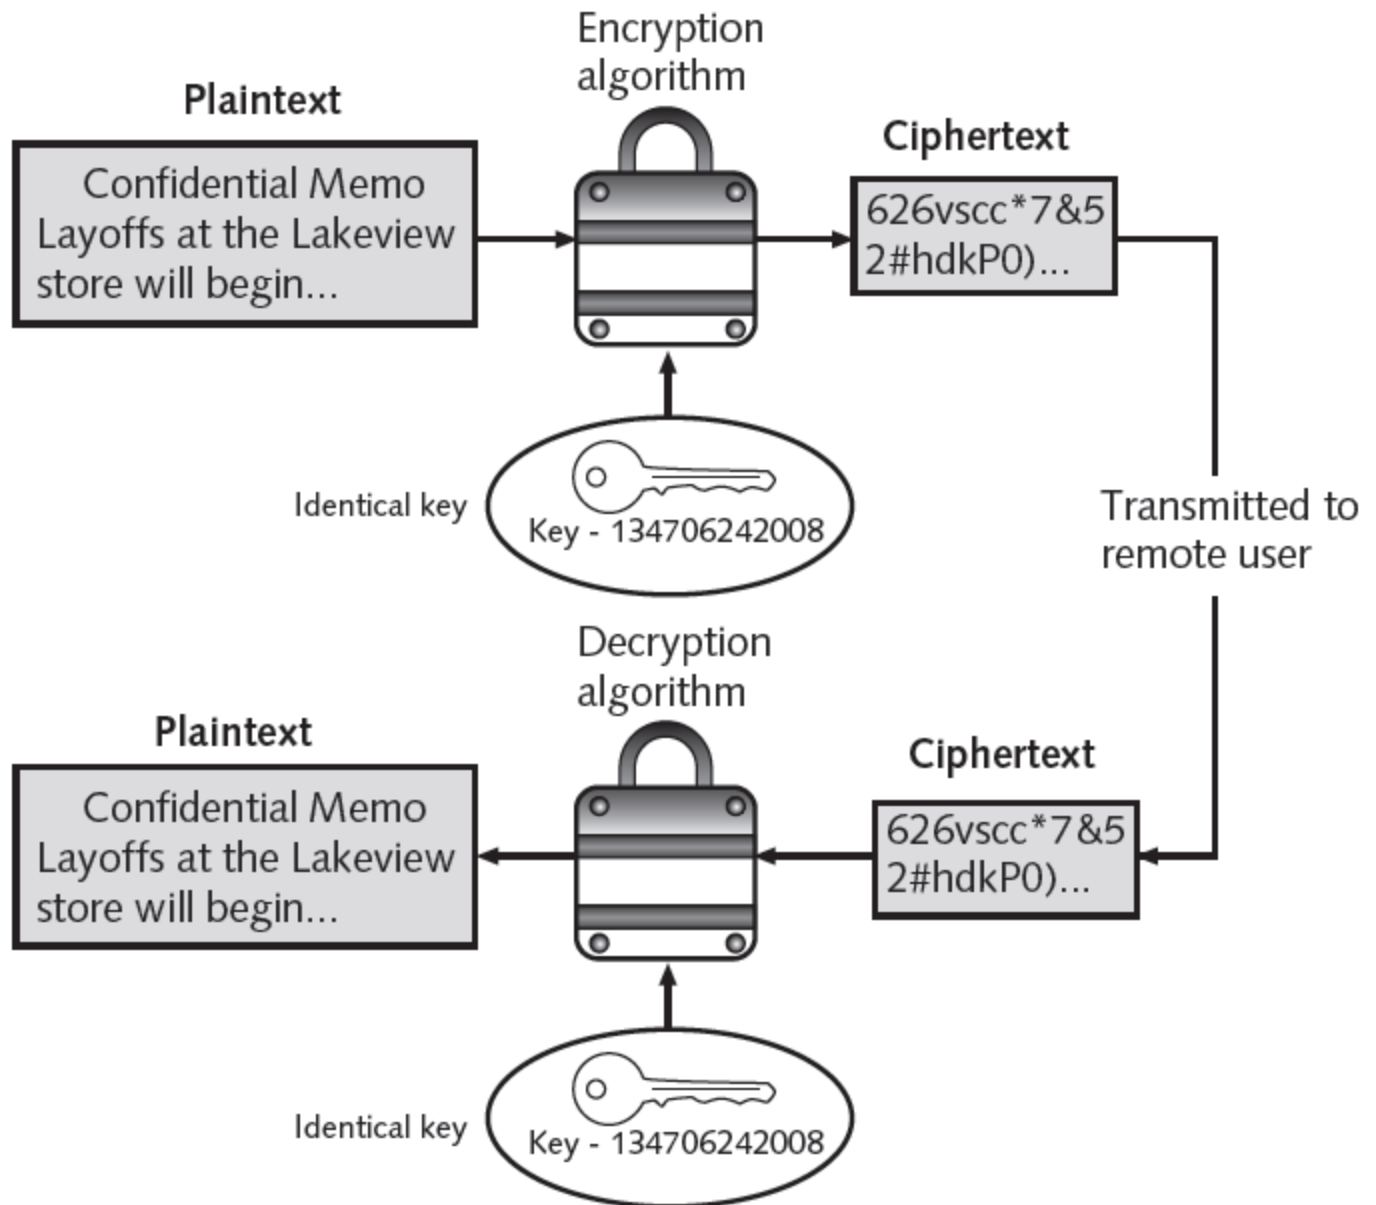 Encryption
algorithm
Plaintext
Confidential Memo
Layoffs at the Lakeview
store will begin...
Ciphertext
626vscc*7&5
2#hdkP0)...
Identical key
Key - 134706242008
Transmitted to
remote user
Decryption
algorithm
Plaintext
Confidential Memo
Layoffs at the Lakeview
store will begin...
Ciphertext
626vscc*7&5
2#hdkP0)...
Identical key
Key - 134706242008